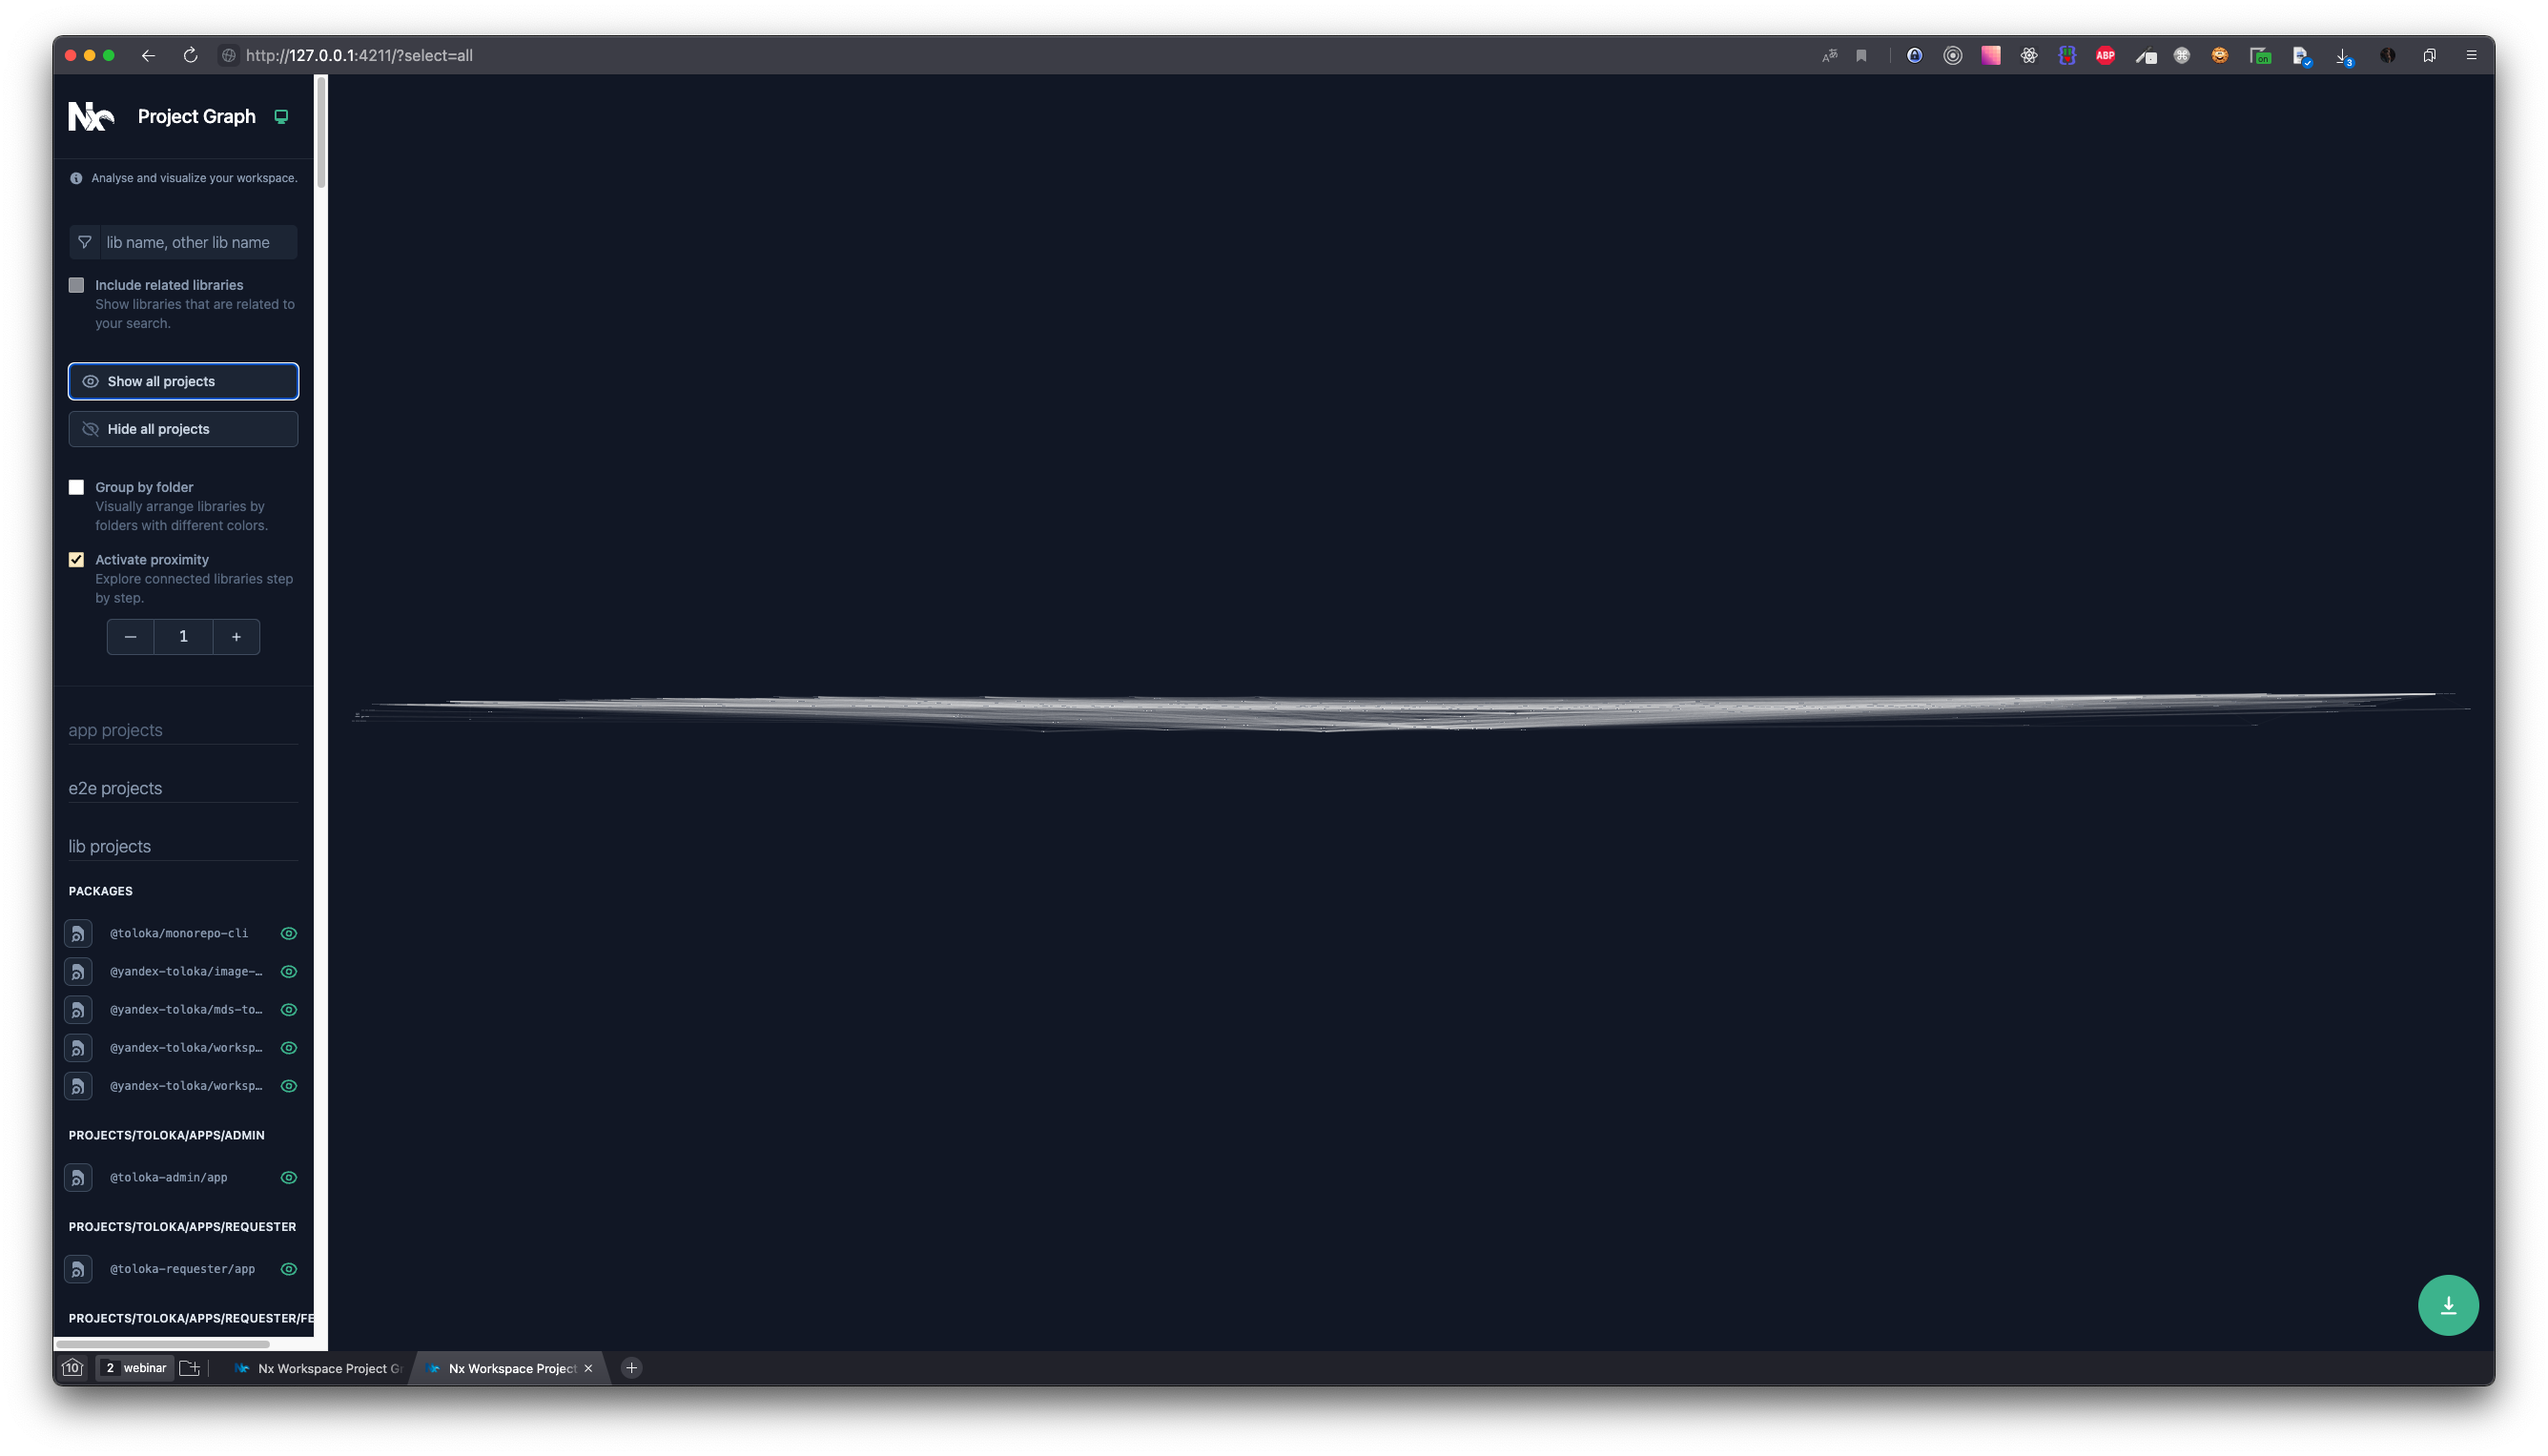 http://127.0.0.1:4211/?select=all
ABP
on
3
Nx
Project Graph
Analyse and visualize your workspace.
lib name, other lib name
Include related libraries
Show libraries that are related to
your search.
Show all projects
Hide all projects
Group by folder
Visually arrange libraries by
folders with different colors.
Activate proximity
Explore connected libraries step
by step.
1
app projects
e2e projects
lib projects
PACKAGES
@toloka/monorepo-cli
@yandex-toloka/image-…
@yandex-toloka/mds-to…
@yandex-toloka/worksp…
@yandex-toloka/worksp…
PROJECTS/TOLOKA/APPS/ADMIN
@toloka-admin/app
PROJECTS/TOLOKA/APPS/REQUESTER
@toloka-requester/app
PROJECTS/TOLOKA/APPS/REQUESTER/FE
10
2 webinar
Nx Workspace Project G
Nx Workspace Project